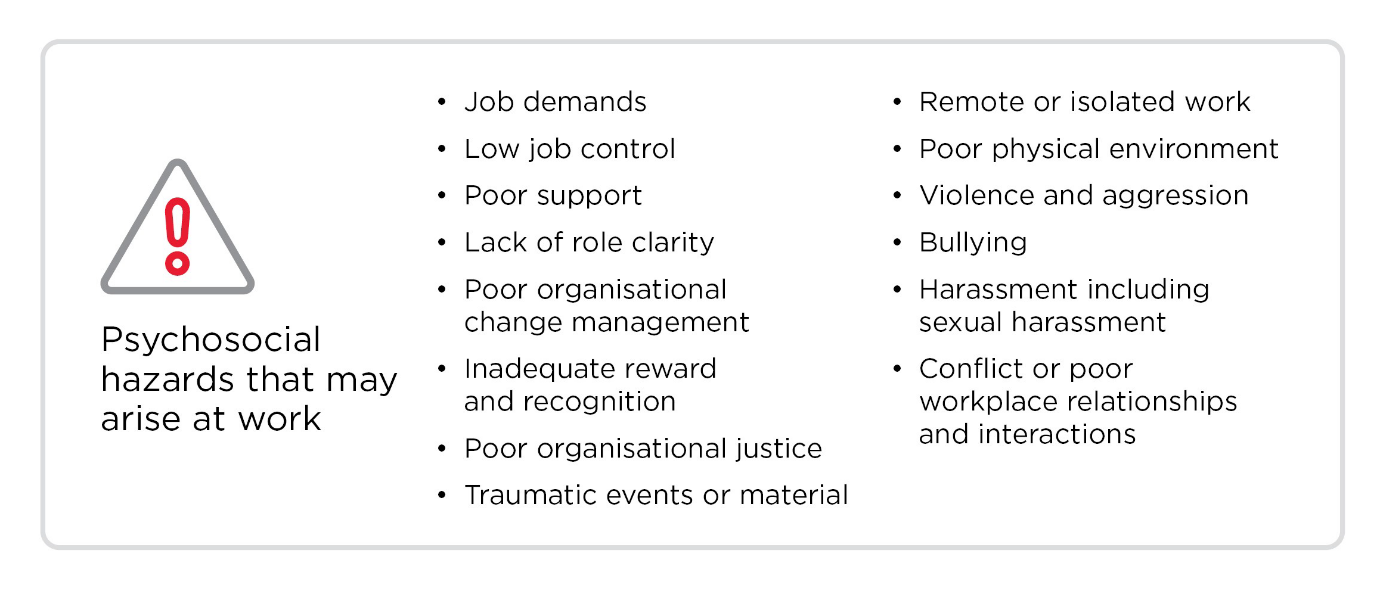 Psychosocial
hazards that may
arise at work
• Job demands
• Low job control
• Poor support
• Lack of role clarity
• Poor organisational
change management
• Inadequate reward
and recognition
• Poor organisational justice
• Traumatic events or material
• Remote or isolated work
• Poor physical environment
• Violence and aggression
• Bullying
• Harassment including
sexual harassment
• Conflict or poor
workplace relationships
and interactions